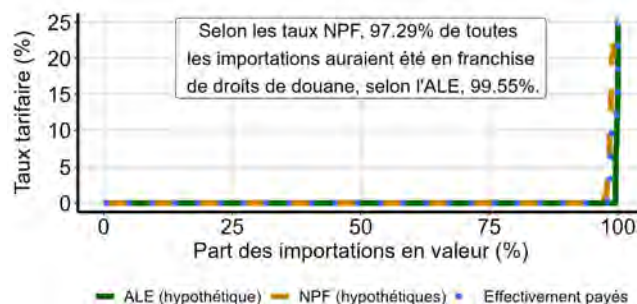 25
20
15
10
5
0
Taux tarifaire (%)
Selon les taux NPF, 97.29% de toutes
les importations auraient été en franchise
de droits de douane, selon l'ALE, 99.55%.
0 25 50 75 100
Part des importations en valeur (%)
ALE (hypothétique) NPF (hypothétiques) Effectivement payés